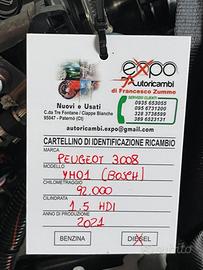 expo
Autoricambi
di Francesco Zummo
SERVIZIO CLIENTI
0935 653055
095 6731200
328 3738599
389 6523131
Nuovi e Usati
C.da Tre Fontane / Ciappe Bianche
95047 - Paternò (Ct)
autoricambi.expo@gmail.com
CARTELLINO DI IDENTIFICAZIONE RICAMBIO
MARCA
PEUGEOT 3008
MODELLO
YH01 (BOSCH)
CHILOMETRAGGIO
92.000
CILINDRATA
1.5 HDI
ANNO DI PRODUZIONE
2021
BENZINA
DIESEL
Subito